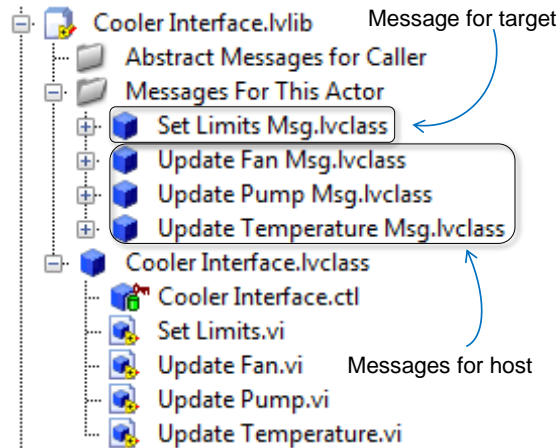 Cooler Interface.lvlib
Message for target
Abstract Messages for Caller
Messages For This Actor
Set Limits Msg.lvclass
Update Fan Msg.lvclass
Update Pump Msg.lvclass
Update Temperature Msg.lvclass
Cooler Interface.lvclass
Cooler Interface.ctl
Set Limits.vi
Update Fan.vi
Messages for host
Update Pump.vi
Update Temperature.vi